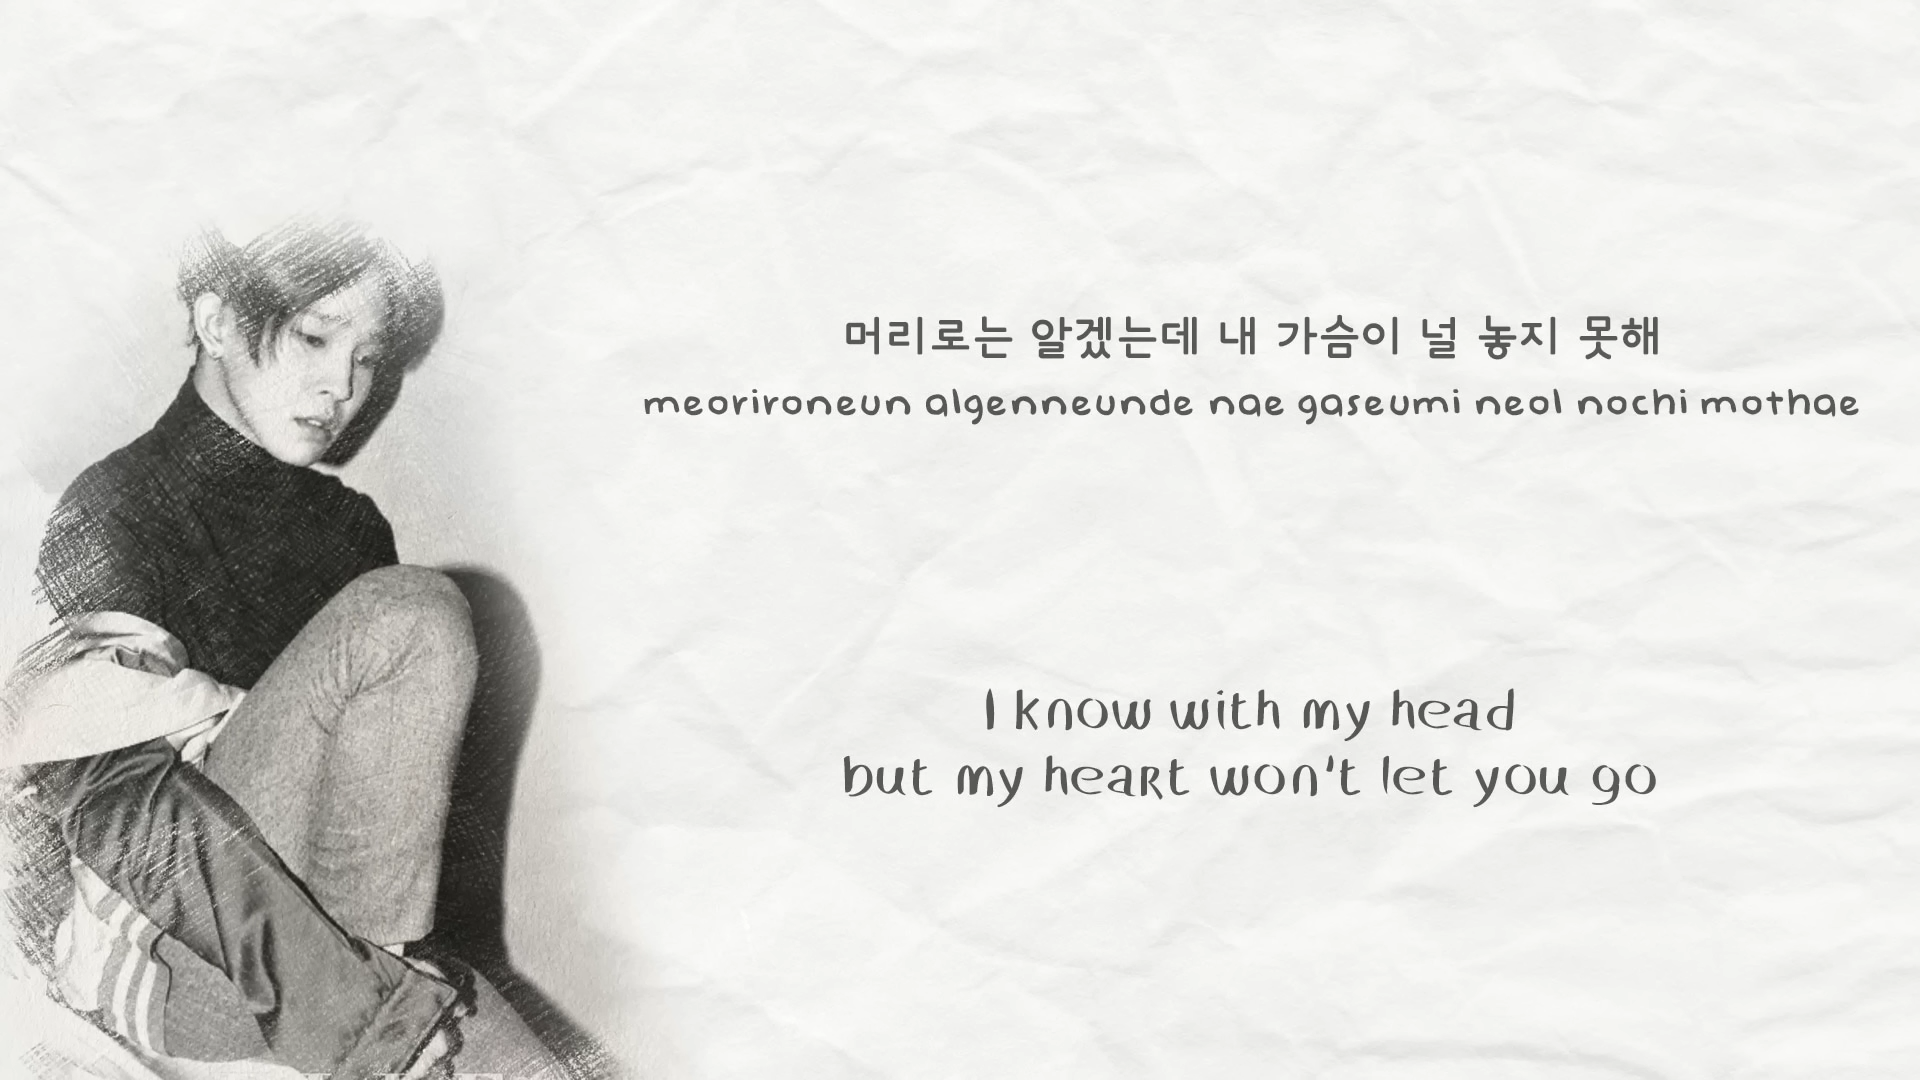 머리로는 알겠는데 내 가슴이 널 놓지 못해
meorironeun algenneunde nae gaseumi neol nochi mothae
I know with my head
but my heart won't let you go